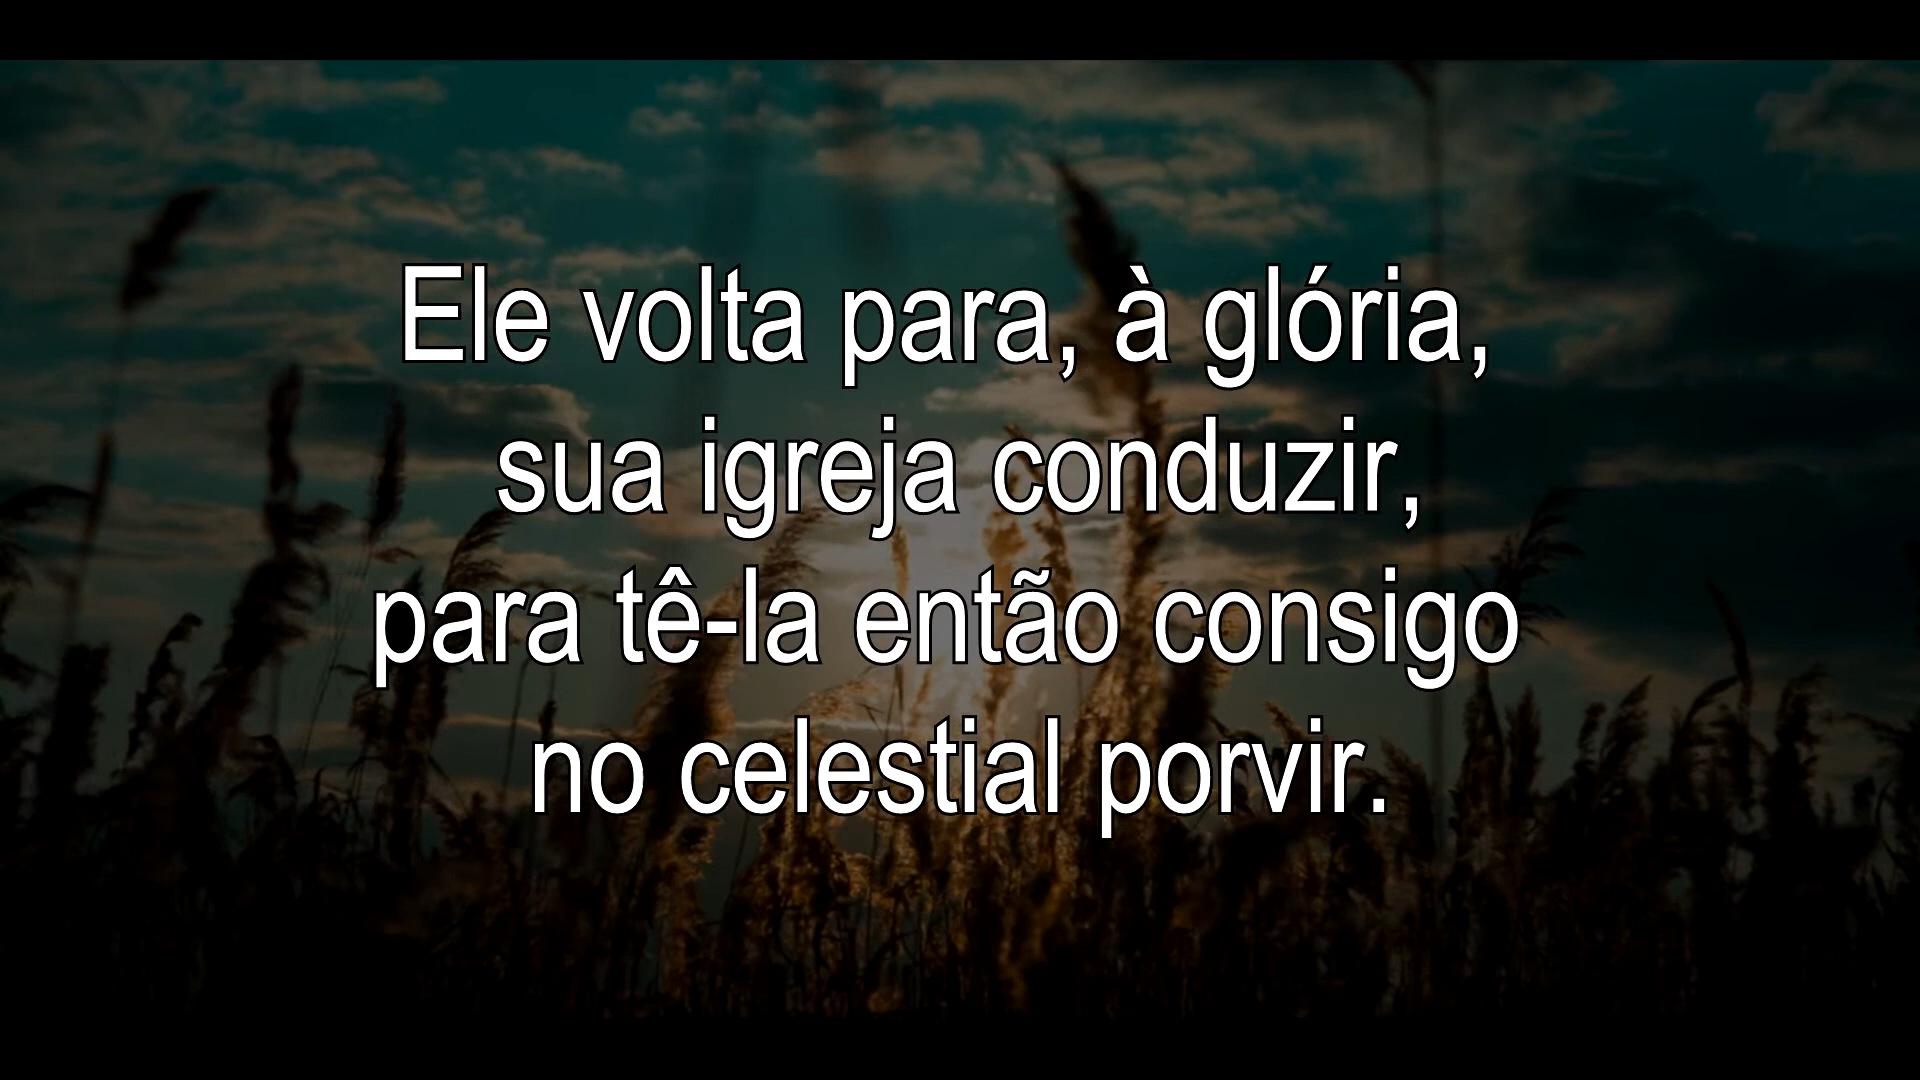 Ele volta para, à glória,
sua igreja conduzir,
para tê-la então consigo
no celestial porvir.